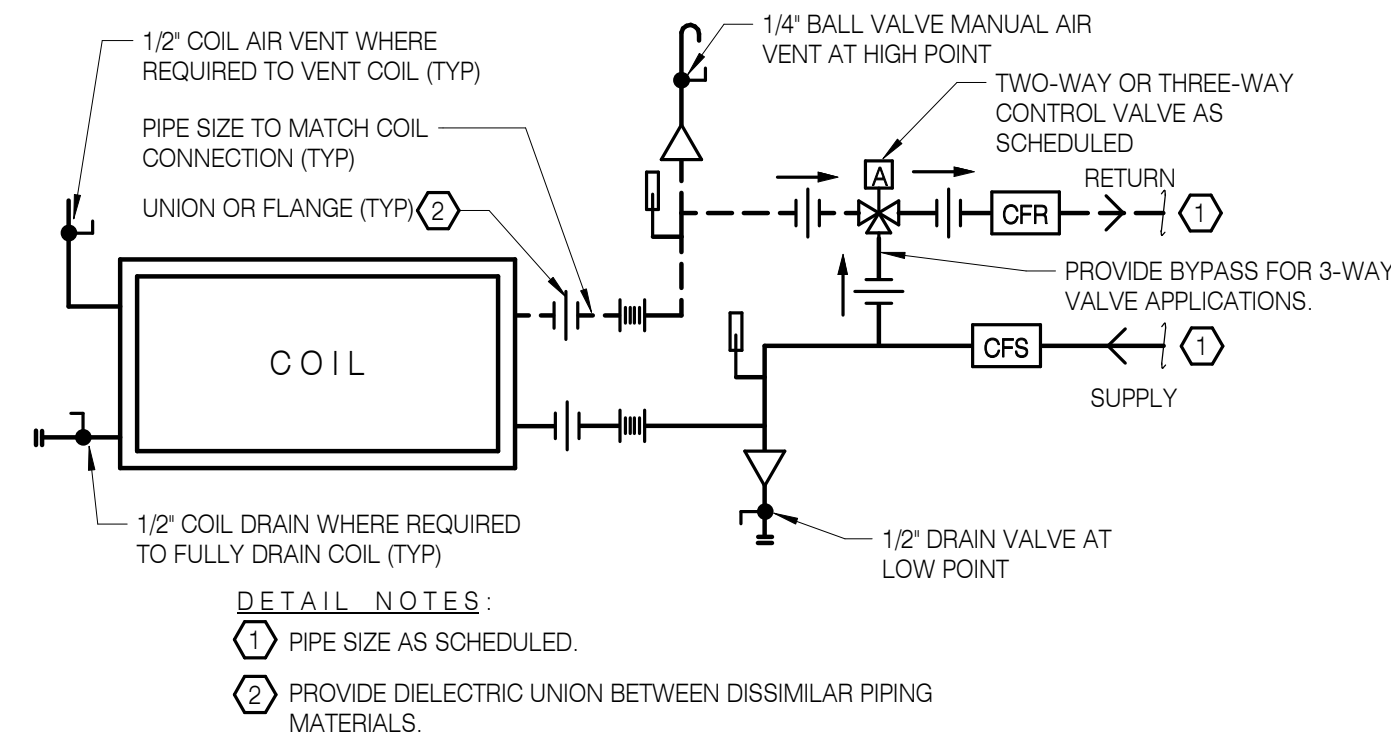 1/2" COIL AIR VENT WHERE
REQUIRED TO VENT COIL (TYP)
1/4" BALL VALVE MANUAL AIR
VENT AT HIGH POINT
TWO-WAY OR THREE-WAY
CONTROL VALVE AS
SCHEDULED
PIPE SIZE TO MATCH COIL
CONNECTION (TYP)
UNION OR FLANGE (TYP) 2
A
RETURN
CFR
1
PROVIDE BYPASS FOR 3-WAY
VALVE APPLICATIONS.
COIL
CFS
1
SUPPLY
1/2" COIL DRAIN WHERE REQUIRED
TO FULLY DRAIN COIL (TYP)
1/2" DRAIN VALVE AT
LOW POINT
DETAIL NOTES:
1 PIPE SIZE AS SCHEDULED.
2 PROVIDE DIELECTRIC UNION BETWEEN DISSIMILAR PIPING
MATERIALS.